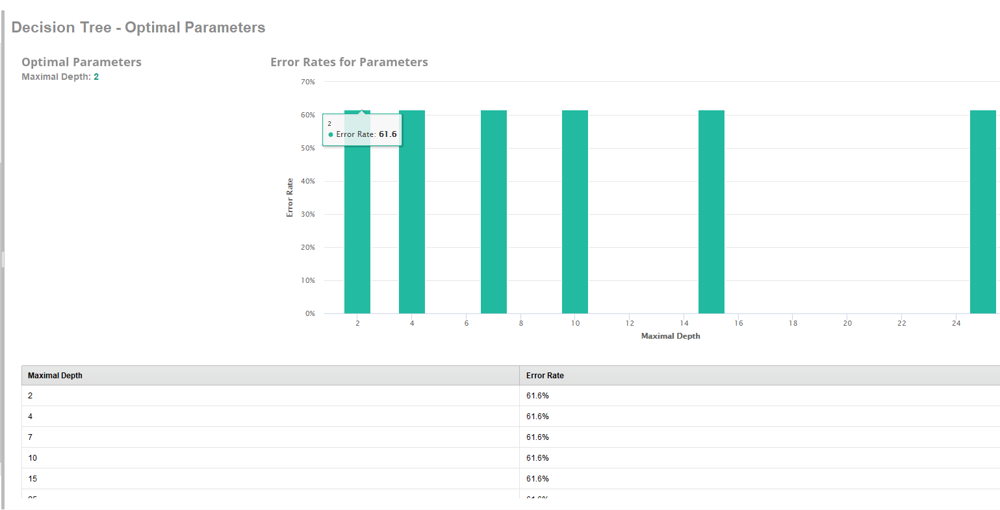 Decision Tree - Optimal Parameters
Optimal Parameters
Maximal Depth: 2
Error Rates for Parameters
70%
60%
50%
40%
30%
20%
10%
0%
Error Rate
2
Error Rate: 61.6
2 4 6 8 10 12 14 16 18 20 22 24
Maximal Depth
Maximal Depth Error Rate
2 61.6%
4 61.6%
7 61.6%
10 61.6%
15 61.6%